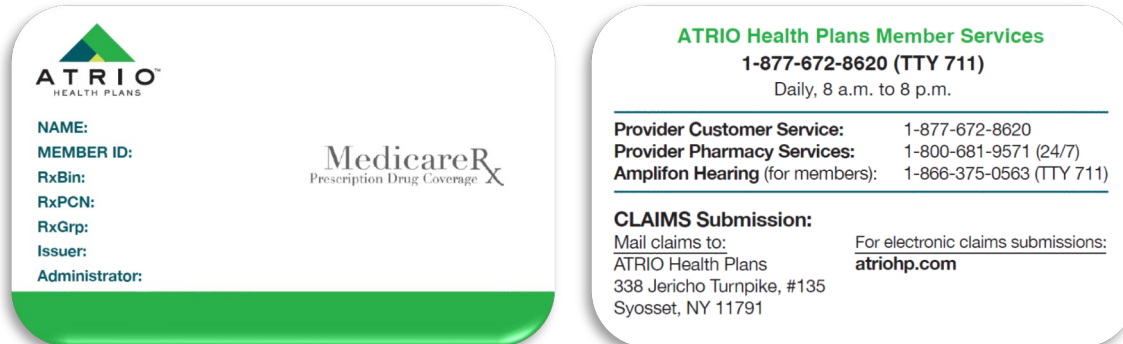 ATRIO™
HEALTH PLANS
NAME:
MEMBER ID:
RxBin:
RxPCN:
RxGrp:
Issuer:
Administrator:
MedicareRx
Prescription Drug Coverage
ATRIO Health Plans Member Services
1-877-672-8620 (TTY 711)
Daily, 8 a.m. to 8 p.m.
Provider Customer Service: 1-877-672-8620
Provider Pharmacy Services: 1-800-681-9571 (24/7)
Amplifon Hearing (for members): 1-866-375-0563 (TTY 711)
CLAIMS Submission:
Mail claims to:
ATRIO Health Plans
338 Jericho Turnpike, #135
Syosset, NY 11791
For electronic claims submissions:
atriohp.com